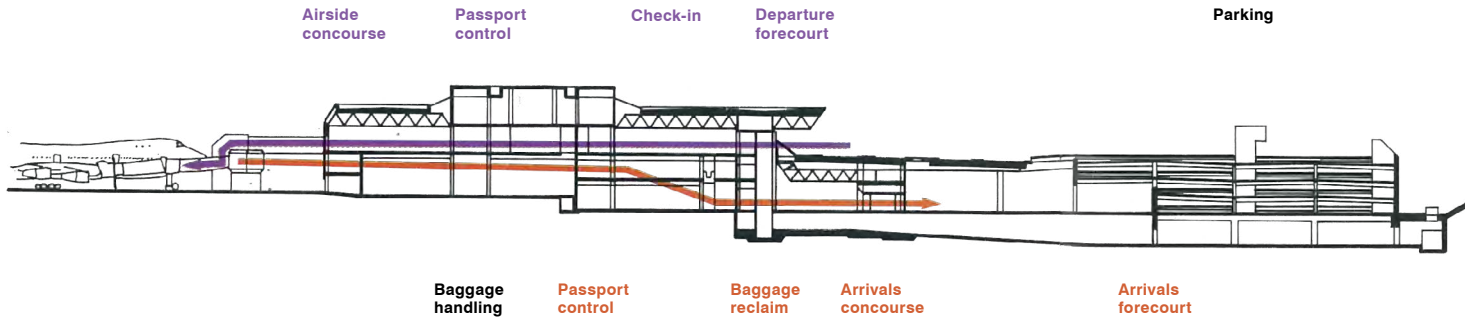 Airside
concourse
Passport
control
Check-in
Departure
forecourt
Parking
Baggage
handling
Passport
control
Baggage
reclaim
Arrivals
concourse
Arrivals
forecourt